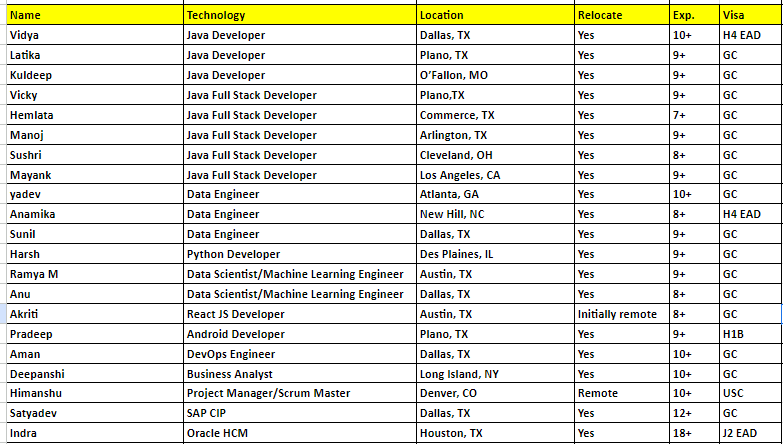 Name Technology Location Relocate Exp. Visa
Vidya Java Developer Dallas, TX Yes 10+ H4 EAD
Latika Java Developer Plano, TX Yes 9+ GC
Kuldeep Java Developer O'Fallon, MO Yes 9+ GC
Vicky Java Full Stack Developer Plano,TX Yes 9+ GC
Hemlata Java Full Stack Developer Commerce, TX Yes 7+ GC
Manoj Java Full Stack Developer Arlington, TX Yes 9+ GC
Sushri Java Full Stack Developer Cleveland, OH Yes 8+ GC
Mayank Java Full Stack Developer Los Angeles, CA Yes 9+ GC
yadev Data Engineer Atlanta, GA Yes 10+ GC
Anamika Data Engineer New Hill, NC Yes 8+ H4 EAD
Sunil Data Engineer Dallas, TX Yes 9+ GC
Harsh Python Developer Des Plaines, IL Yes 9+ GC
Ramya M Data Scientist/Machine Learning Engineer Austin, TX Yes 9+ GC
Anu Data Scientist/Machine Learning Engineer Dallas, TX Yes 8+ GC
Akriti React JS Developer Austin, TX Initially remote 8+ GC
Pradeep Android Developer Plano, TX Yes 9+ H1B
Aman DevOps Engineer Dallas, TX Yes 10+ GC
Deepanshi Business Analyst Long Island, NY Yes 10+ GC
Himanshu Project Manager/Scrum Master Denver, CO Remote 10+ USC
Satyadev SAP CIP Dallas, TX Yes 12+ GC
Indra Oracle HCM Houston, TX Yes 18+ J2 EAD